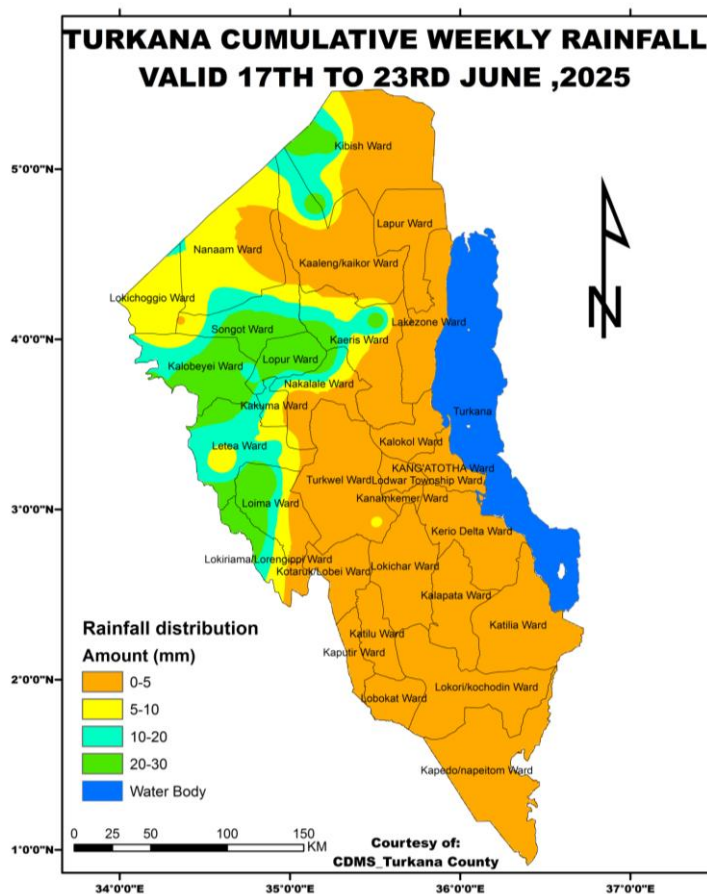 TURKANA CUMULATIVE WEEKLY RAINFALL
VALID 17TH TO 23RD JUNE ,2025
5°0'0"N
4°0'0"N
3°0'0"N
2°0'0"N
1°0'0"N
Kibish Ward
Lapur Ward
Nanaam Ward
Kaaleng/kaikor Ward
Lokichoggio Ward
Songot Ward
Lakezone Ward
Kaeris Ward
Kalobeyei Ward
Lopur Ward
Nakalale Ward
Kakuma Ward
Turkana
Letea Ward
Kalokol Ward
KANG'ATOTHA Ward
Turkwel Ward
Lodwar Township Ward
Loima Ward
Kanamkemer Ward
Kerio Delta Ward
Lokiriama/Lorengippi Ward
Kotaruk/Lobei Ward
Lokichar Ward
Kalapata Ward
Katilia Ward
Katilu Ward
Kaputir Ward
Lokori/kochodin Ward
Lobokat Ward
Kapedo/napeitom Ward
N
Rainfall distribution
Amount (mm)
0-5
5-10
10-20
20-30
Water Body
0 25 50 100 150
KM
Courtesy of:
CDMS_Turkana County
34°0'0"E 35°0'0"E 36°0'0"E 37°0'0"E